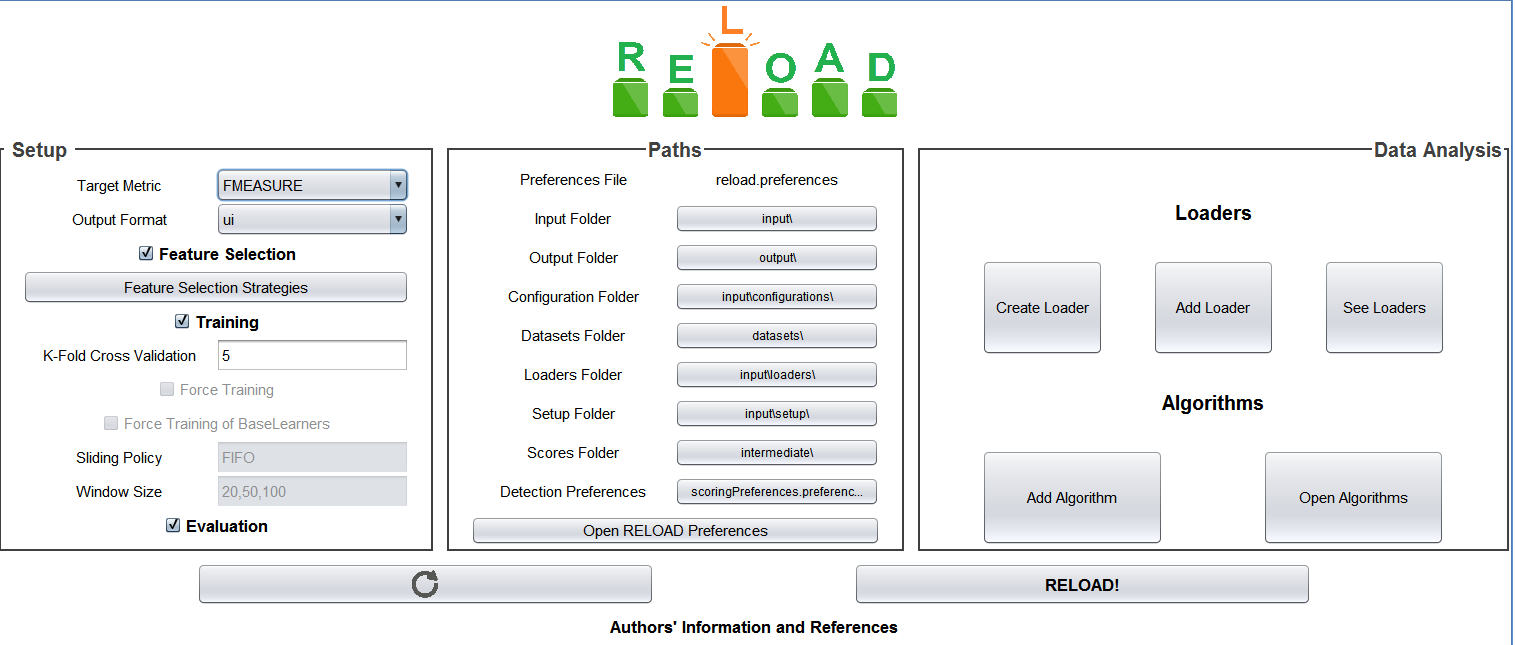 RELOAD
Setup
Target Metric FMEASURE
Output Format ui
Feature Selection
Feature Selection Strategies
Training
K-Fold Cross Validation 5
Force Training
Force Training of BaseLearners
Sliding Policy FIFO
Window Size 20,50,100
Evaluation
Paths
Preferences File reload.preferences
Input Folder input\
Output Folder output\
Configuration Folder input\configurations\
Datasets Folder datasets\
Loaders Folder input\loaders\
Setup Folder input\setup\
Scores Folder intermediate\
Detection Preferences scoringPreferences.preferenc...
Open RELOAD Preferences
Data Analysis
Loaders
Create Loader Add Loader See Loaders
Algorithms
Add Algorithm Open Algorithms
RELOAD!
Authors' Information and References